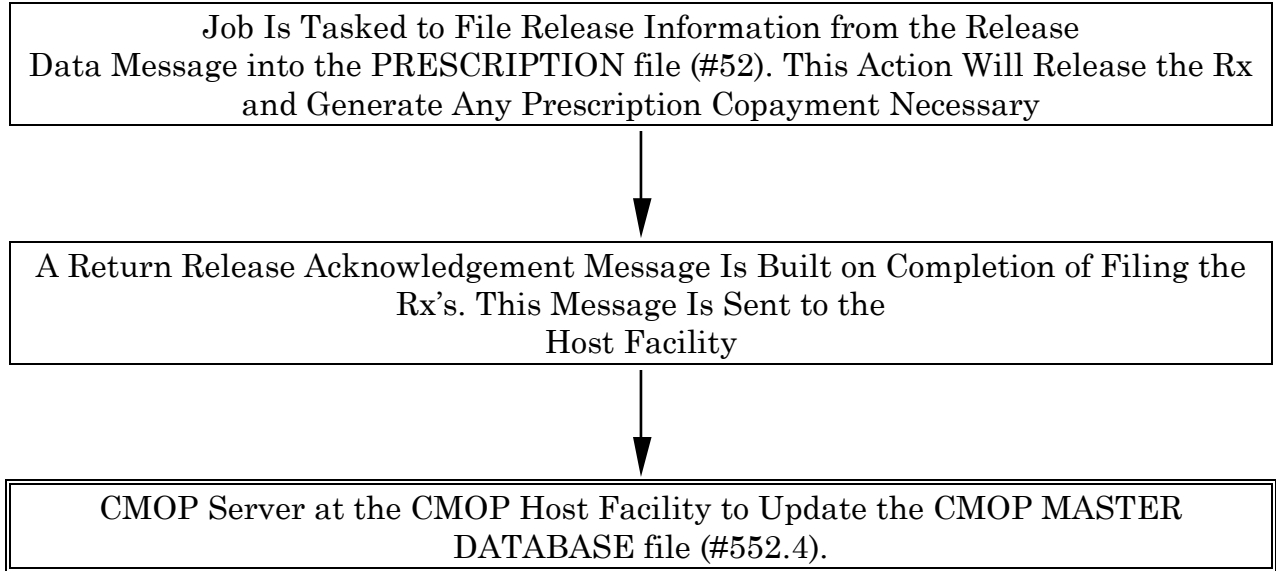 Job Is Tasked to File Release Information from the Release
Data Message into the PRESCRIPTION file (#52). This Action Will Release the Rx
and Generate Any Prescription Copayment Necessary
A Return Release Acknowledgement Message Is Built on Completion of Filing the
Rx’s. This Message Is Sent to the
Host Facility
CMOP Server at the CMOP Host Facility to Update the CMOP MASTER
DATABASE file (#552.4).